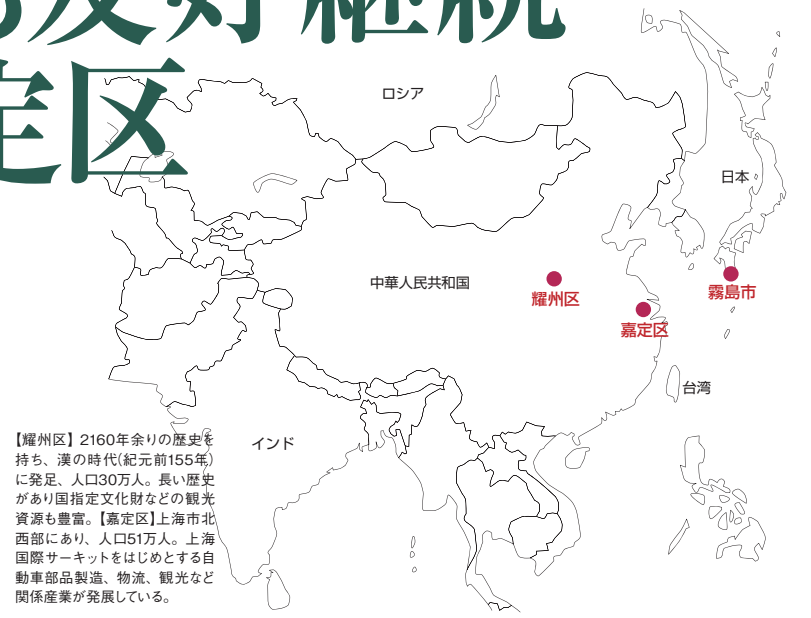 も友好継続
定区
ロシア
日本
中華人民共和国
耀州区
霧島市
嘉定区
台湾
インド
【耀州区】2160年余りの歴史を
持ち、漢の時代(紀元前155年)
に発足、人口30万人。長い歴史
があり国指定文化財などの観光
資源も豊富。【嘉定区】上海市北
西部にあり、人口51万人。上海
国際サーキットをはじめとする自
動車部品製造、物流、観光など
関係産業が発展している。